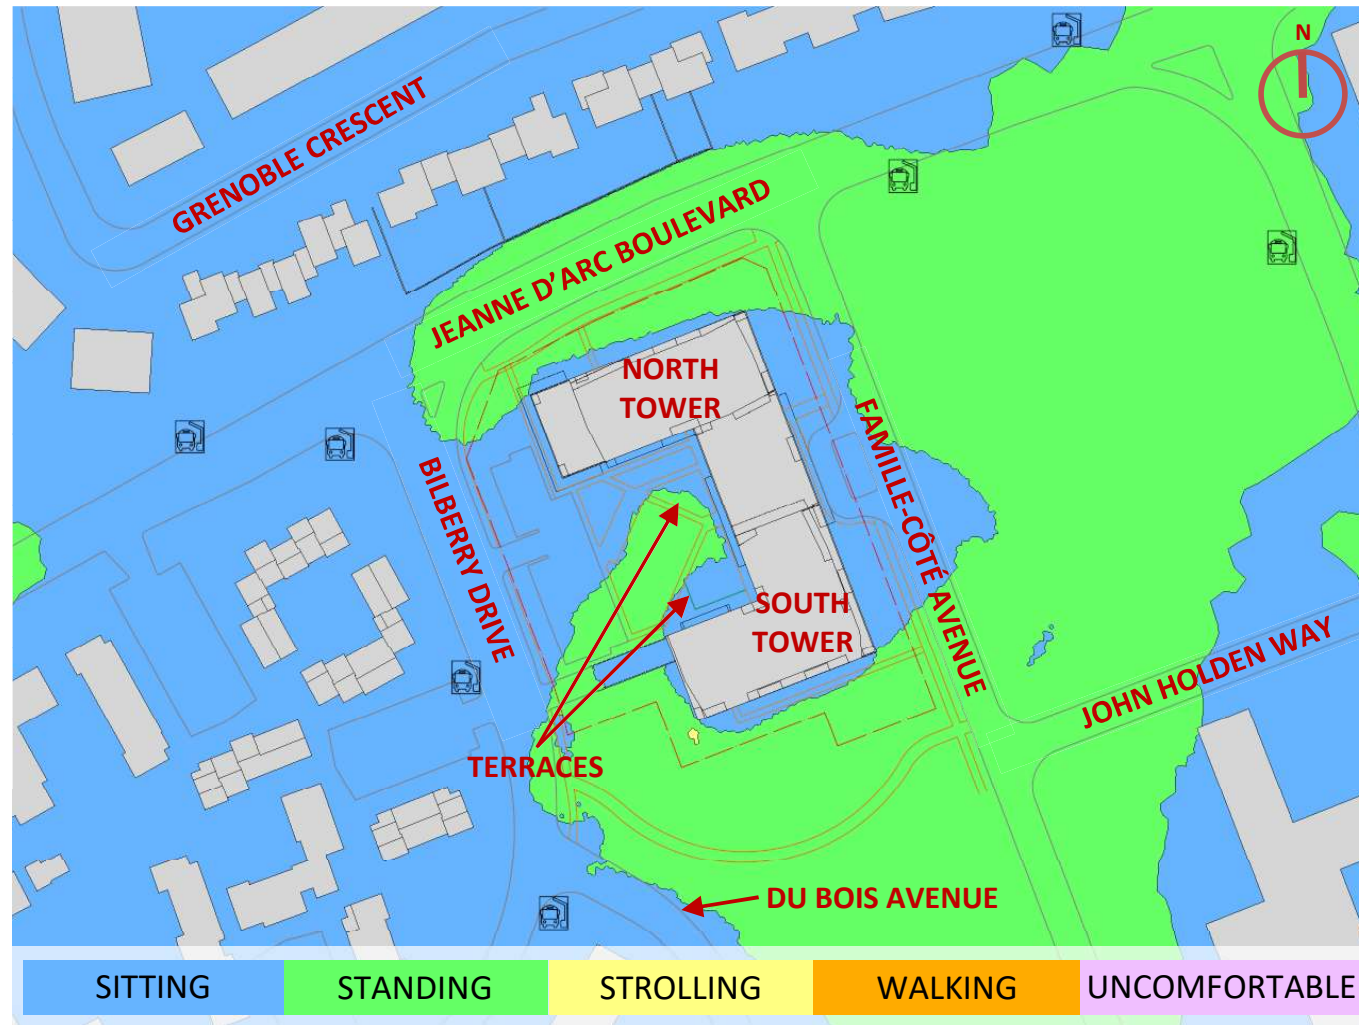 N
GRENOBLE CRESCENT
JEANNE D'ARC BOULEVARD
NORTH
TOWER
BILBERRY DRIVE
FAMILLE-CÔTÉ AVENUE
SOUTH
TOWER
JOHN HOLDEN WAY
TERRACES
DU BOIS AVENUE
SITTING
STANDING
STROLLING
WALKING
UNCOMFORTABLE